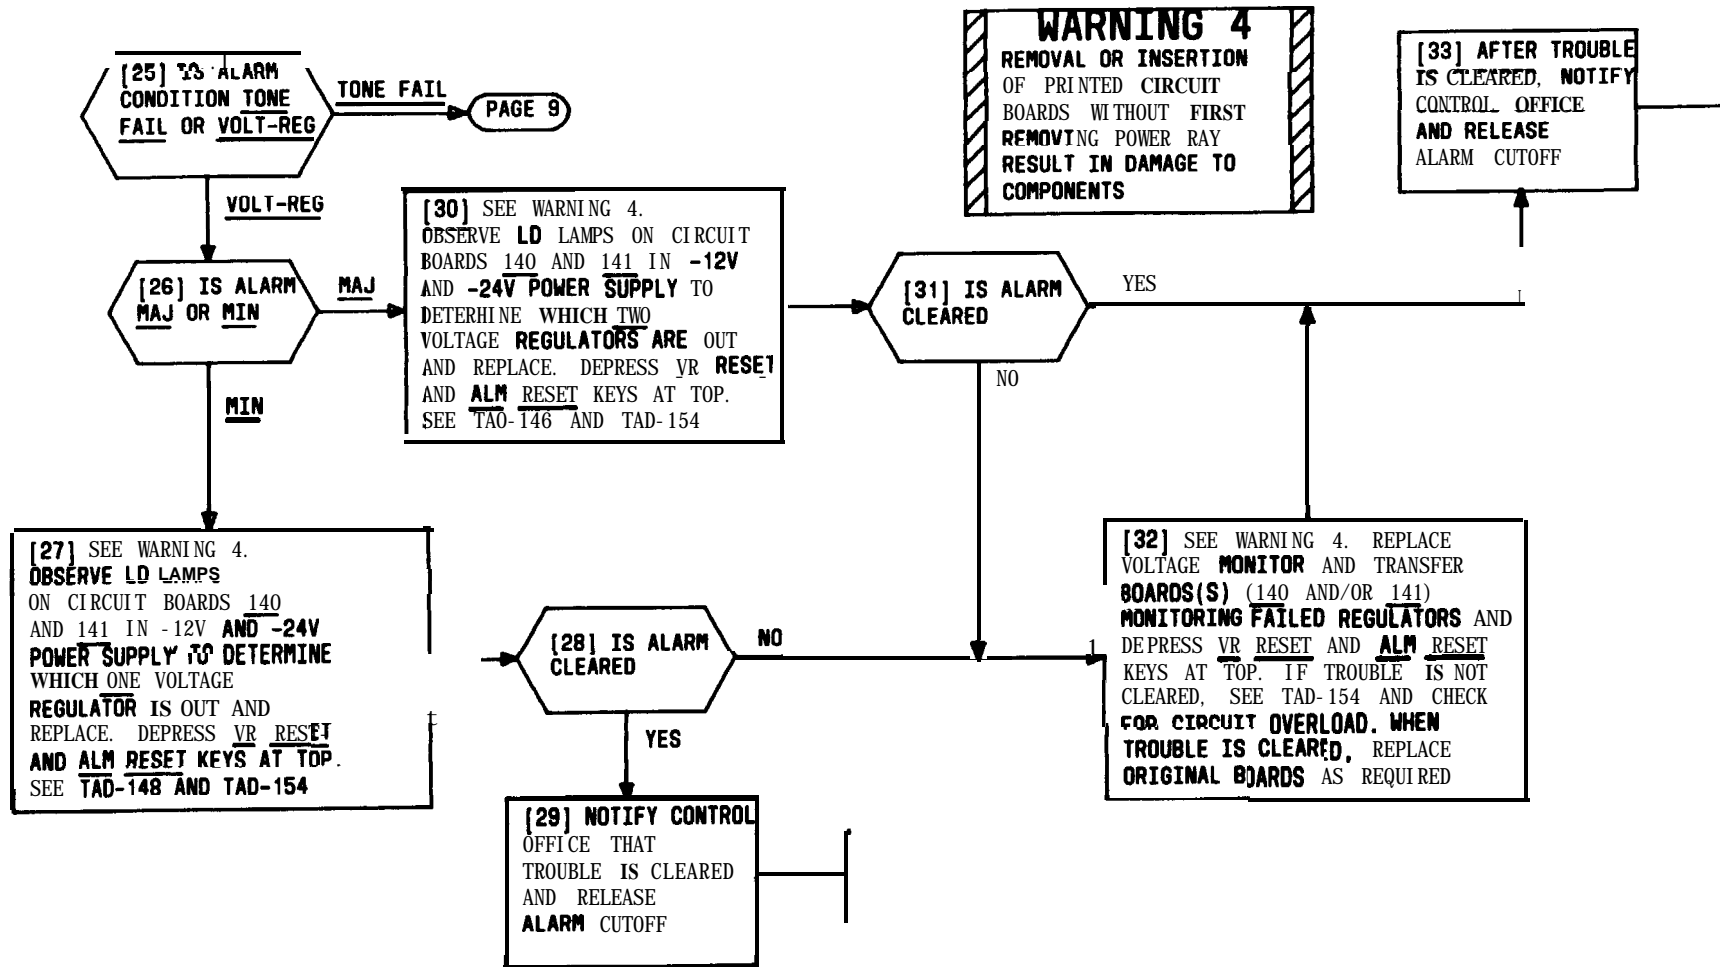 [25] IS ALARM
CONDITION TONE
FAIL OR VOLT-REG
TONE FAIL
PAGE 9
VOLT-REG
[26] IS ALARM
MAJ OR MIN
MAJ
MIN
[30] SEE WARNING 4.
OBSERVE LD LAMPS ON CIRCUIT
BOARDS 140 AND 141 IN -12V
AND -24V POWER SUPPLY TO
DETERHINE WHICH TWO
VOLTAGE REGULATORS ARE OUT
AND REPLACE. DEPRESS VR RESET
AND ALM RESET KEYS AT TOP.
SEE TAO-146 AND TAD-154
WARNING 4
REMOVAL OR INSERTION
OF PRINTED CIRCUIT
BOARDS WITHOUT FIRST
REMOVING POWER RAY
RESULT IN DAMAGE TO
COMPONENTS
[33] AFTER TROUBLE
IS CLEARED, NOTIFY
CONTROL OFFICE
AND RELEASE
ALARM CUTOFF
[31] IS ALARM
CLEARED
YES
NO
[27] SEE WARNING 4.
OBSERVE LD LAMPS
ON CIRCUIT BOARDS 140
AND 141 IN -12V AND -24V
POWER SUPPLY TO DETERMINE
WHICH ONE VOLTAGE
REGULATOR IS OUT AND
REPLACE. DEPRESS VR RESET
AND ALM RESET KEYS AT TOP.
SEE TAD-148 AND TAD-154
[28] IS ALARM
CLEARED
NO
YES
[29] NOTIFY CONTROL
OFFICE THAT
TROUBLE IS CLEARED
AND RELEASE
ALARM CUTOFF
[32] SEE WARNING 4. REPLACE
VOLTAGE MONITOR AND TRANSFER
BOARDS(S) (140 AND/OR 141)
MONITORING FAILED REGULATORS AND
DEPRESS VR RESET AND ALM RESET
KEYS AT TOP. IF TROUBLE IS NOT
CLEARED, SEE TAD-154 AND CHECK
FOR CIRCUIT OVERLOAD. WHEN
TROUBLE IS CLEARED, REPLACE
ORIGINAL BOARDS AS REQUIRED